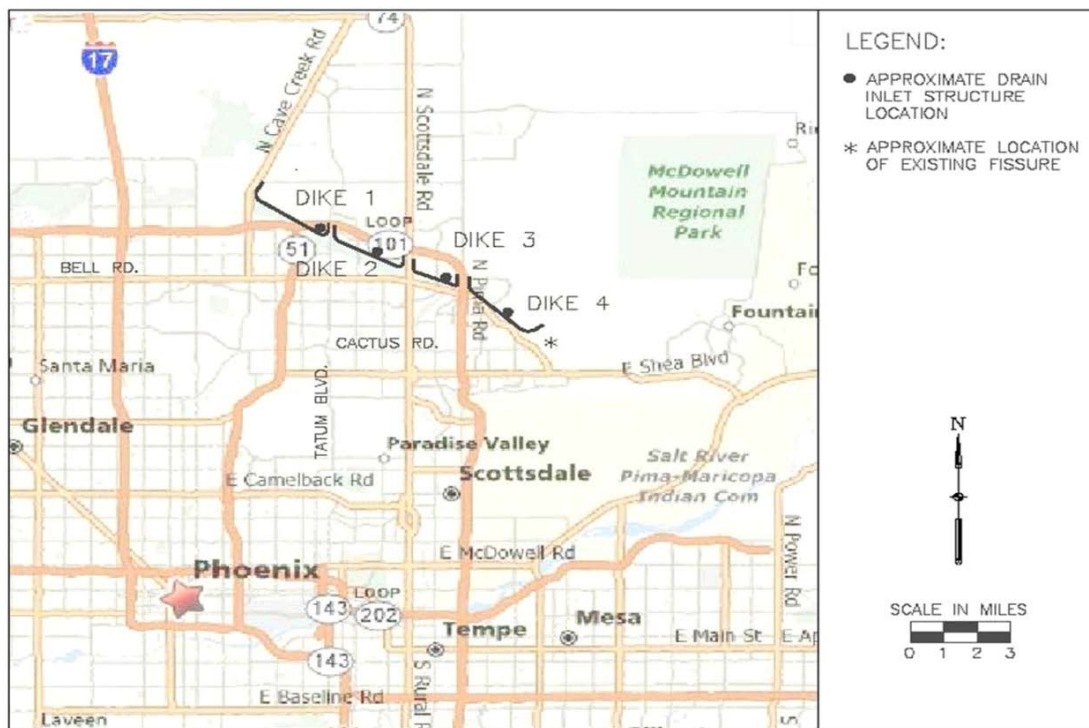 17
74
N Cave Creek Rd
N Scottsdale Rd
McDowell
Mountain
Regional
Park
DIKE 1
LOOP
101
51
DIKE 3
BELL RD.
DIKE 2
N Pima Rd
DIKE 4
Fountain
CACTUS RD.
E Shea Blvd
Santa Maria
TATUM BLVD.
Glendale
Paradise Valley
Salt River
Pima-Maricopa
Indian Com
Scottsdale
E Camelback Rd
N Power Rd
E McDowell Rd
Phoenix
LOOP
143
202
Mesa
Tempe
E Main St
E Ap
143
S Rural R
E Baseline Rd
Laveen
LEGEND:
APPROXIMATE DRAIN
INLET STRUCTURE
LOCATION
* APPROXIMATE LOCATION
OF EXISTING FISSURE
*
N
SCALE IN MILES
0 1 2 3